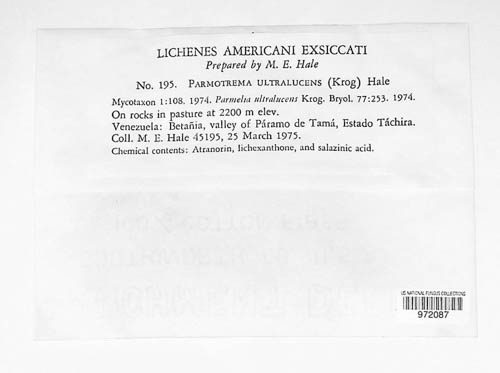 LICHENES AMERICANI EXSICCATI
Prepared by M. E. Hale
No. 195. PARMOTREMA ULTRALUCENS (Krog) Hale
Mycotaxon 1:108. 1974. Parmelia ultralucens Krog. Bryol. 77:253. 1974.
On rocks in pasture at 2200 m elev.
Venezuela: Betañia, valley of Páramo de Tamá, Estado Táchira.
Coll. M. E. Hale 45195, 25 March 1975.
Chemical contents: Atranorin, lichexanthone, and salazinic acid.
US NATIONAL FUNGUS COLLECTIONS
972087